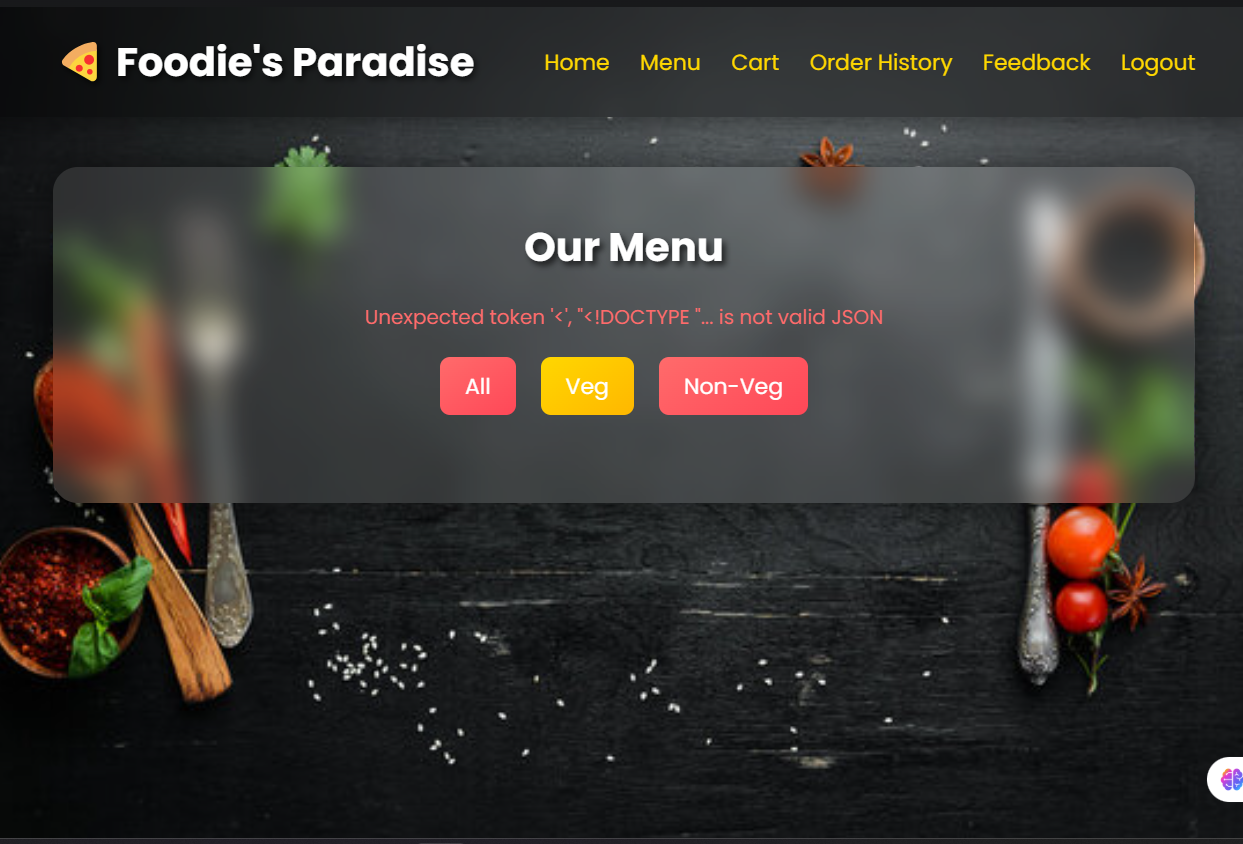 Foodie's Paradise
Home Menu Cart Order History Feedback Logout
Our Menu
Unexpected token '<', "<!DOCTYPE "... is not valid JSON
All Veg Non-Veg